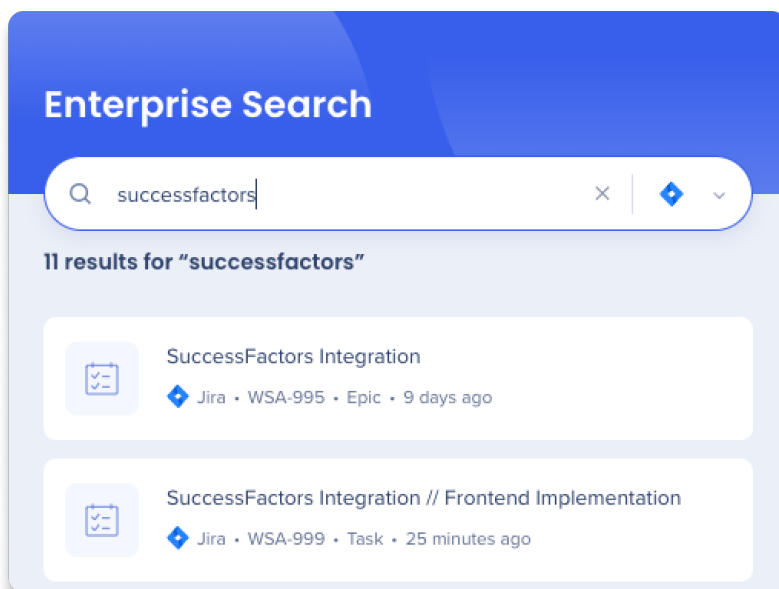 Enterprise Search
successfactors
11 results for “successfactors”
SuccessFactors Integration
Jira • WSA-995 • Epic • 9 days ago
SuccessFactors Integration // Frontend Implementation
Jira • WSA-999 • Task • 25 minutes ago